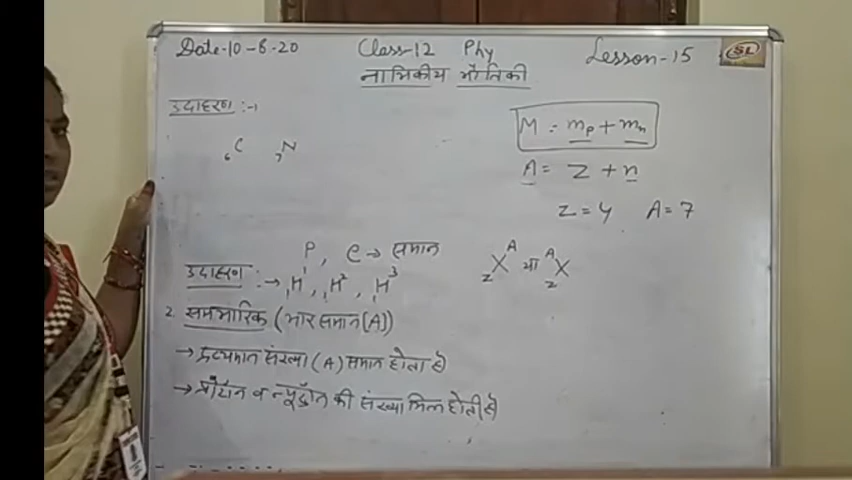 Date-10-8-20 Class-12 Phy Lesson-15 SL
नाभिकीय भौतिकी
उदाहरण :-
M = mp + mn
₆C ₇N
A = Z + n
Z = 4 A = 7
P, e → समान
zXᴬ या ᴬzX
उदाहरण :- → ₁H¹, ₁H², ₁H³
2. समभारिक (भार समान [A])
→ द्रव्यमान संख्या (A) समान होता है
→ प्रोटॉन व न्यूट्रॉन की संख्या भिन्न होती है